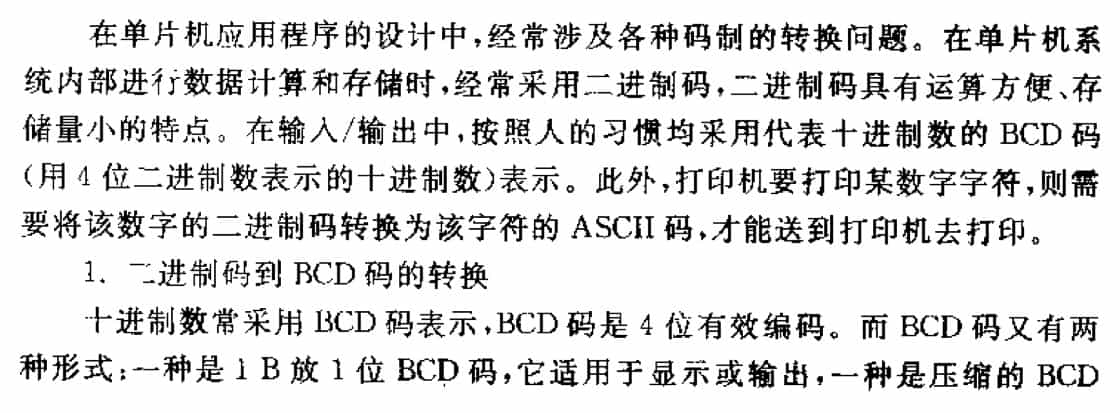 在单片机应用程序的设计中,经常涉及各种码制的转换问题。在单片机系
统内部进行数据计算和存储时,经常采用二进制码,二进制码具有运算方便、存
储量小的特点。在输入/输出中,按照人的习惯均采用代表十进制数的 BCD 码
(用 4 位二进制数表示的十进制数)表示。此外,打印机要打印某数字字符,则需
要将该数字的二进制码转换为该字符的 ASCII 码,才能送到打印机去打印。
1. 二进制码到 BCD 码的转换
十进制数常采用 BCD 码表示,BCD 码是 4 位有效编码。而 BCD 码又有两
种形式:一种是 1 B 放 1 位 BCD 码,它适用于显示或输出,一种是压缩的 BCD